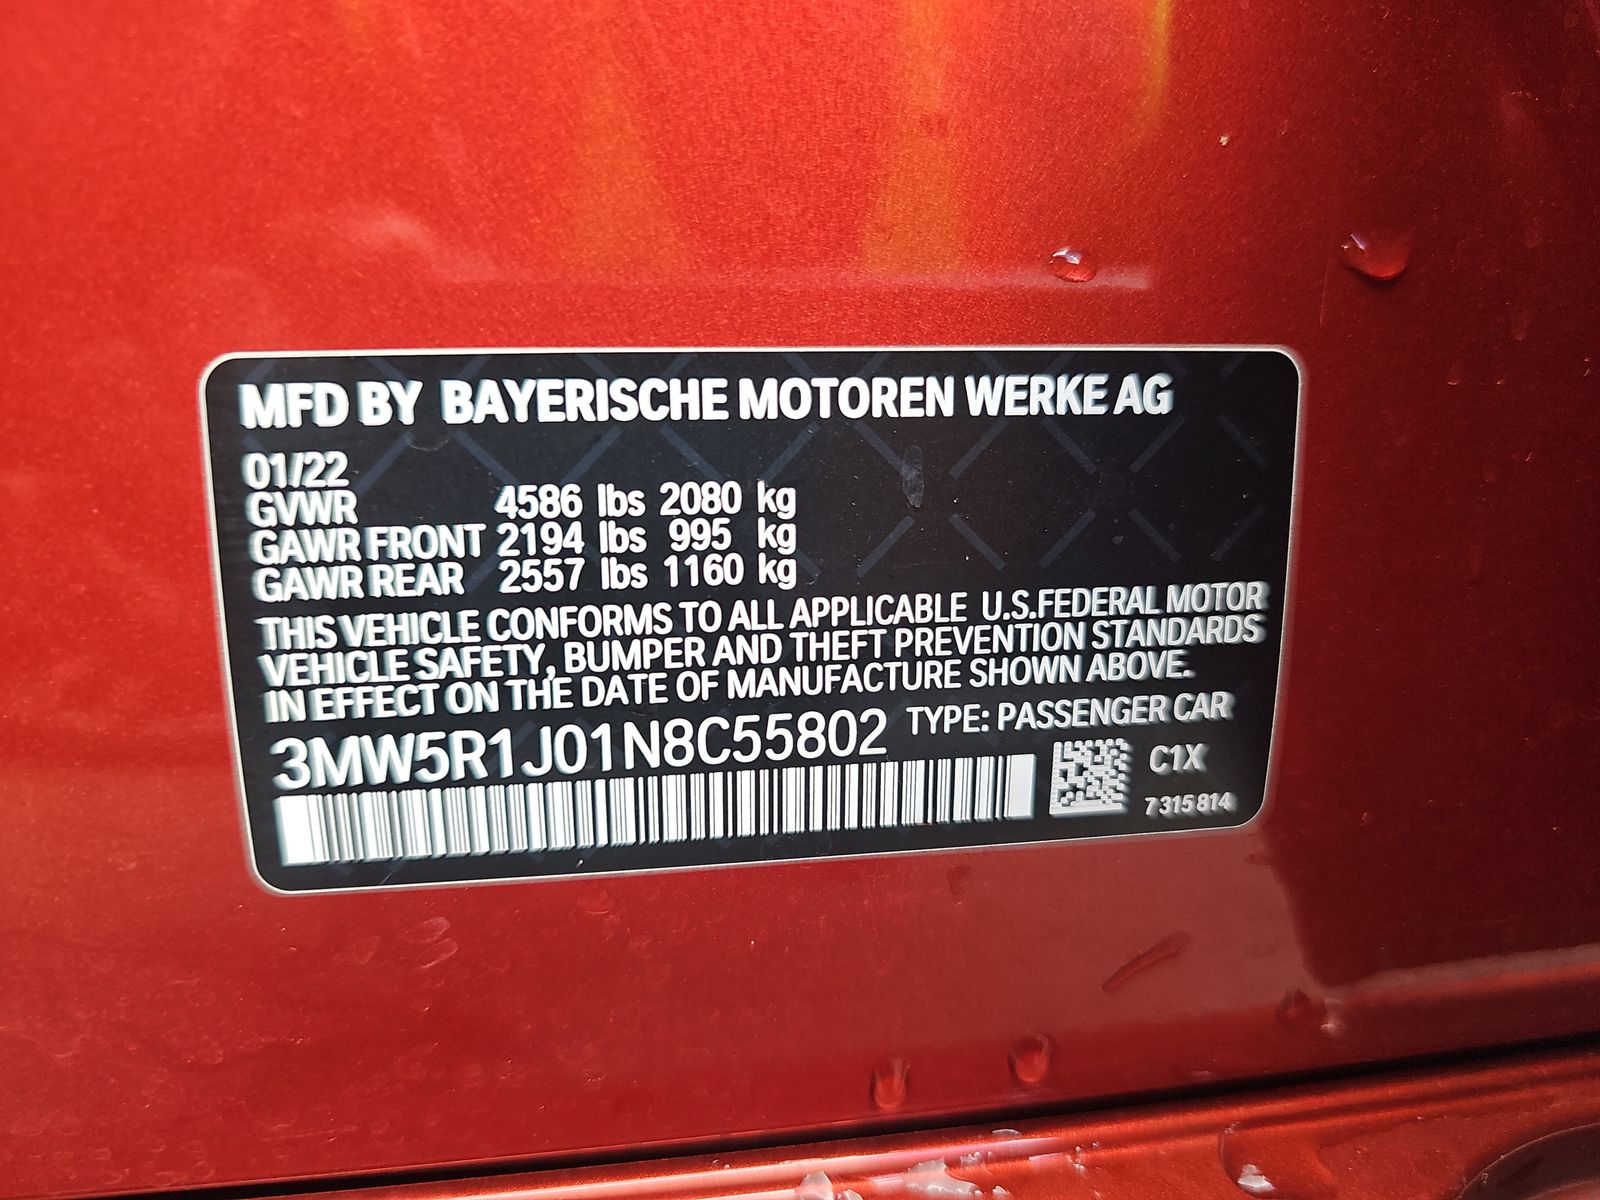 MFD BY BAYERISCHE MOTOREN WERKE AG
01/22
GVWR 4586 lbs 2080 kg
GAWR FRONT 2194 lbs 995 kg
GAWR REAR 2557 lbs 1160 kg
THIS VEHICLE CONFORMS TO ALL APPLICABLE U.S.FEDERAL MOTOR
VEHICLE SAFETY, BUMPER AND THEFT PREVENTION STANDARDS
IN EFFECT ON THE DATE OF MANUFACTURE SHOWN ABOVE.
3MW5R1J01N8C55802 TYPE: PASSENGER CAR
C1X
7 315 814